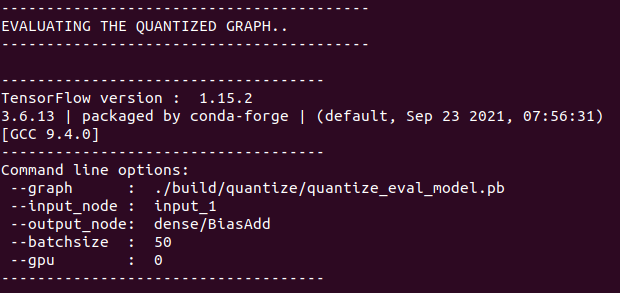 -----------------------------------------
EVALUATING THE QUANTIZED GRAPH..
-----------------------------------------
------------------------------------
TensorFlow version :  1.15.2
3.6.13 | packaged by conda-forge | (default, Sep 23 2021, 07:56:31)
[GCC 9.4.0]
------------------------------------
Command line options:
 --graph      :  ./build/quantize/quantize_eval_model.pb
 --input_node :  input_1
 --output_node:  dense/BiasAdd
 --batchsize  :  50
 --gpu        :  0
------------------------------------